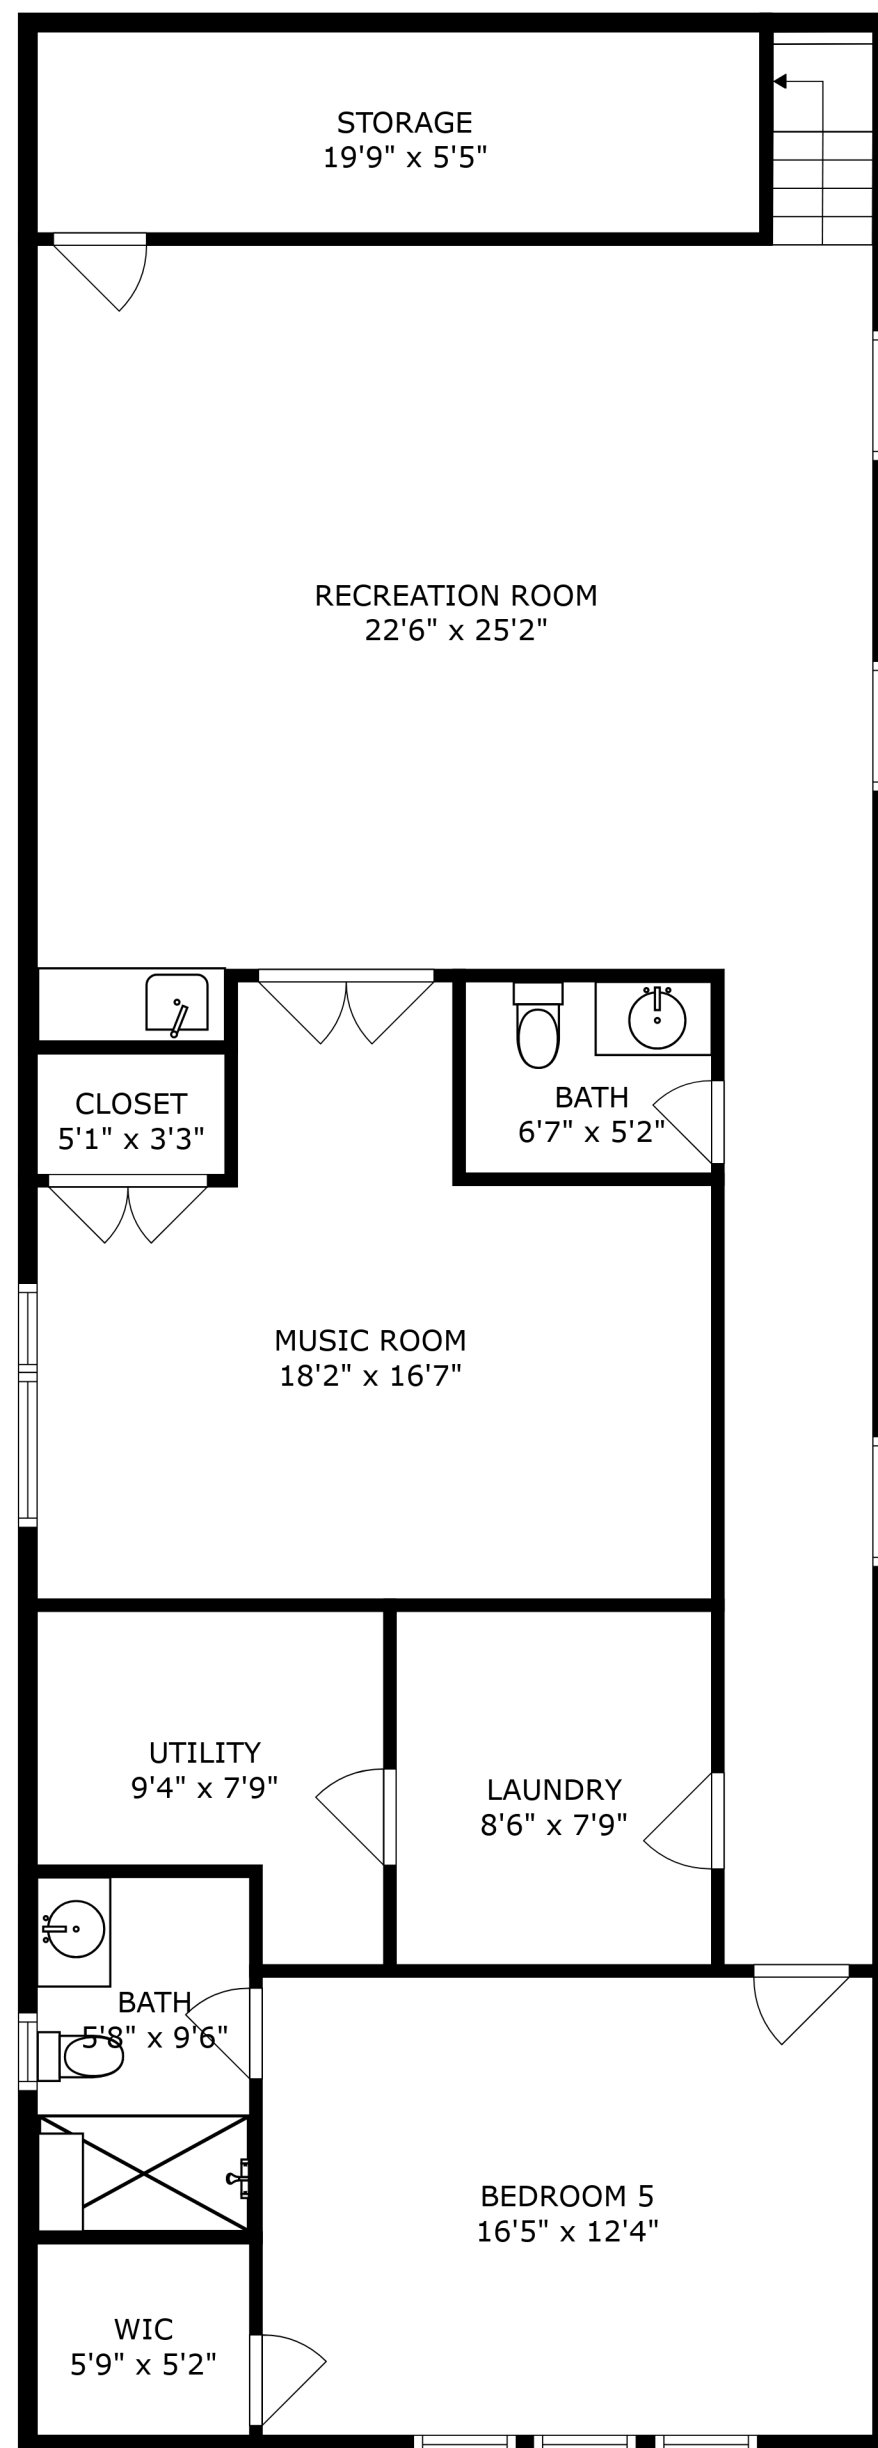 STORAGE
19'9" x 5'5"
RECREATION ROOM
22'6" x 25'2"
CLOSET
5'1" x 3'3"
BATH
6'7" x 5'2"
MUSIC ROOM
18'2" x 16'7"
UTILITY
9'4" x 7'9"
LAUNDRY
8'6" x 7'9"
BATH
5'8" x 9'6"
BEDROOM 5
16'5" x 12'4"
WIC
5'9" x 5'2"